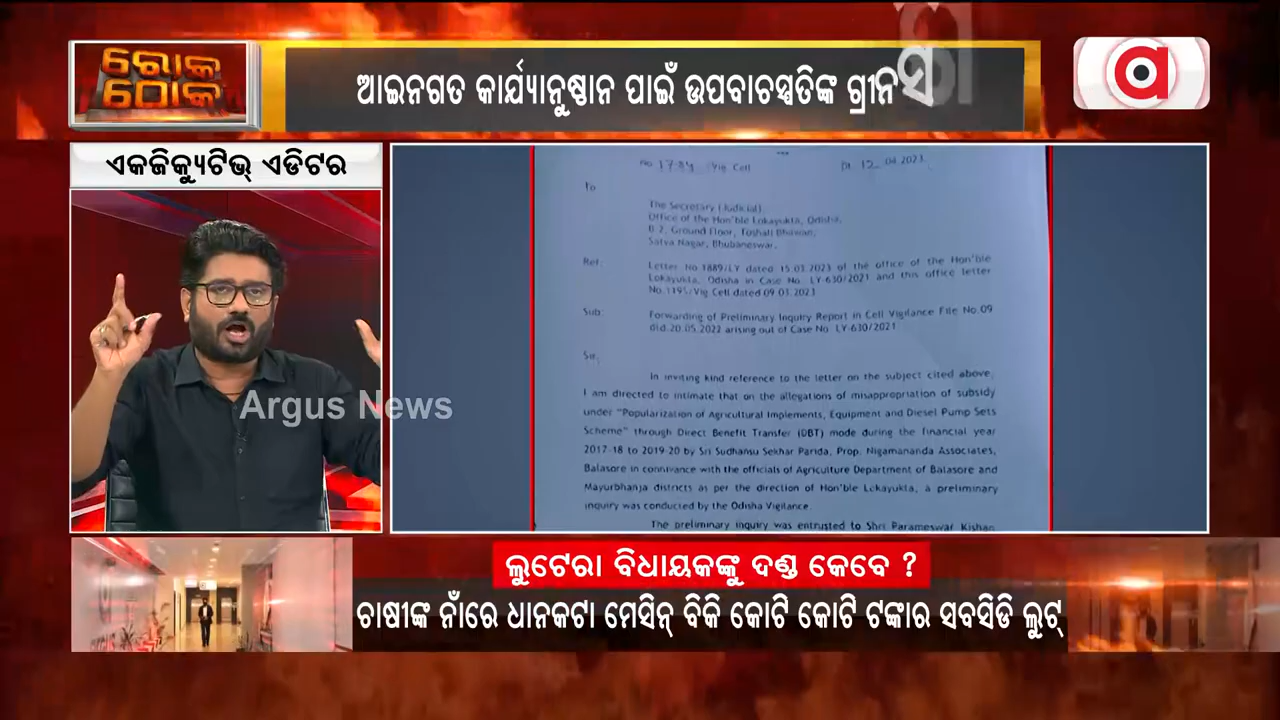 ରୋକ
ଠୋକ
ଆଇନଗତ କାର୍ଯ୍ୟାନୁଷ୍ଠାନ ପାଇଁ ଉପବାଚସ୍ପତିଙ୍କ ଗ୍ରୀନ
a
ଏକଜିକ୍ୟୁଟିଭ୍ ଏଡିଟର
No 1784 Vig Cell Dt. 12 .04.2023.
To
The Secretary (Judicial)
Office of the Hon'ble Lokayukta, Odisha,
B 2, Ground Floor, Toshali Bhawan,
Satya Nagar, Bhubaneswar.
Ref: Letter No.1889/LY dated 15.03.2023 of the office of the Hon'ble
Lokayukta, Odisha in Case No. LY-630/2021 and this office letter
No.1195/Vig Cell dated 09.03.2023
Sub: Forwarding of Preliminary Inquiry Report in Cell Vigilance File No.09
dtd.20.05.2022 arising out of Case No. LY-630/2021
Sir,
In inviting kind reference to the letter on the subject cited above,
I am directed to intimate that on the allegations of misappropriation of subsidy
under "Popularization of Agricultural Implements, Equipment and Diesel Pump Sets
Scheme" through Direct Benefit Transfer (DBT) mode during the financial year
2017-18 to 2019-20 by Sri Sudhansu Sekhar Parida, Prop. Nigamananda Associates,
Balasore in connivance with the officials of Agriculture Department of Balasore and
Mayurbhanja districts as per the direction of Hon'ble Lokayukta, a preliminary
inquiry was conducted by the Odisha Vigilance.
The preliminary inquiry was entrusted to Shri Parameswar Kishan
Argus News
ଲୁଟେରା ବିଧାୟକଙ୍କୁ ଦଣ୍ଡ କେବେ ?
ଚାଷୀଙ୍କ ନାଁରେ ଧାନକଟା ମେସିନ୍ ବିକି କୋଟି କୋଟି ଟଙ୍କାର ସବସିଡି ଲୁଟ୍